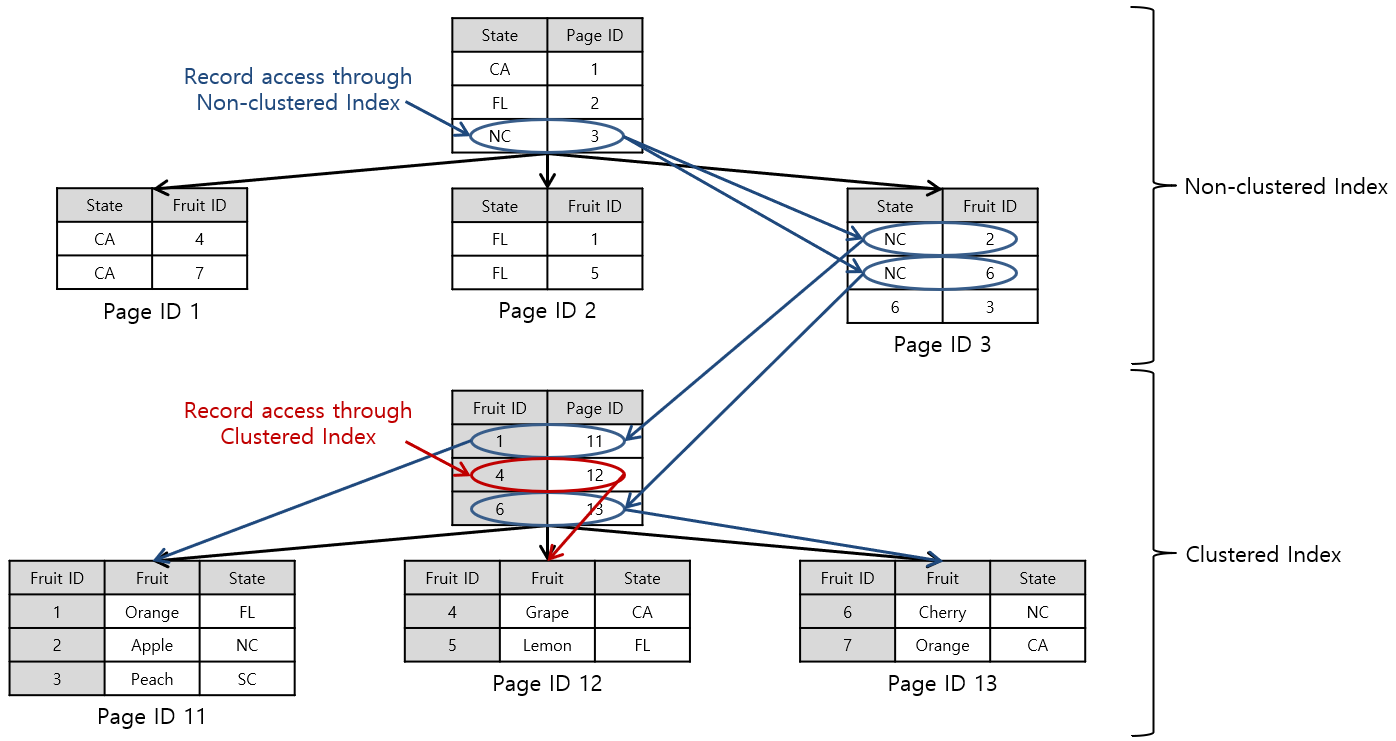 State Page ID
CA 1
FL 2
NC 3
Record access through
Non-clustered Index
State Fruit ID
CA 4
CA 7
Page ID 1
State Fruit ID
FL 1
FL 5
Page ID 2
State Fruit ID
NC 2
NC 6
6 3
Page ID 3
Non-clustered Index
Fruit ID Page ID
1 11
4 12
6 13
Record access through
Clustered Index
Fruit ID Fruit State
1 Orange FL
2 Apple NC
3 Peach SC
Page ID 11
Fruit ID Fruit State
4 Grape CA
5 Lemon FL
Page ID 12
Fruit ID Fruit State
6 Cherry NC
7 Orange CA
Page ID 13
Clustered Index